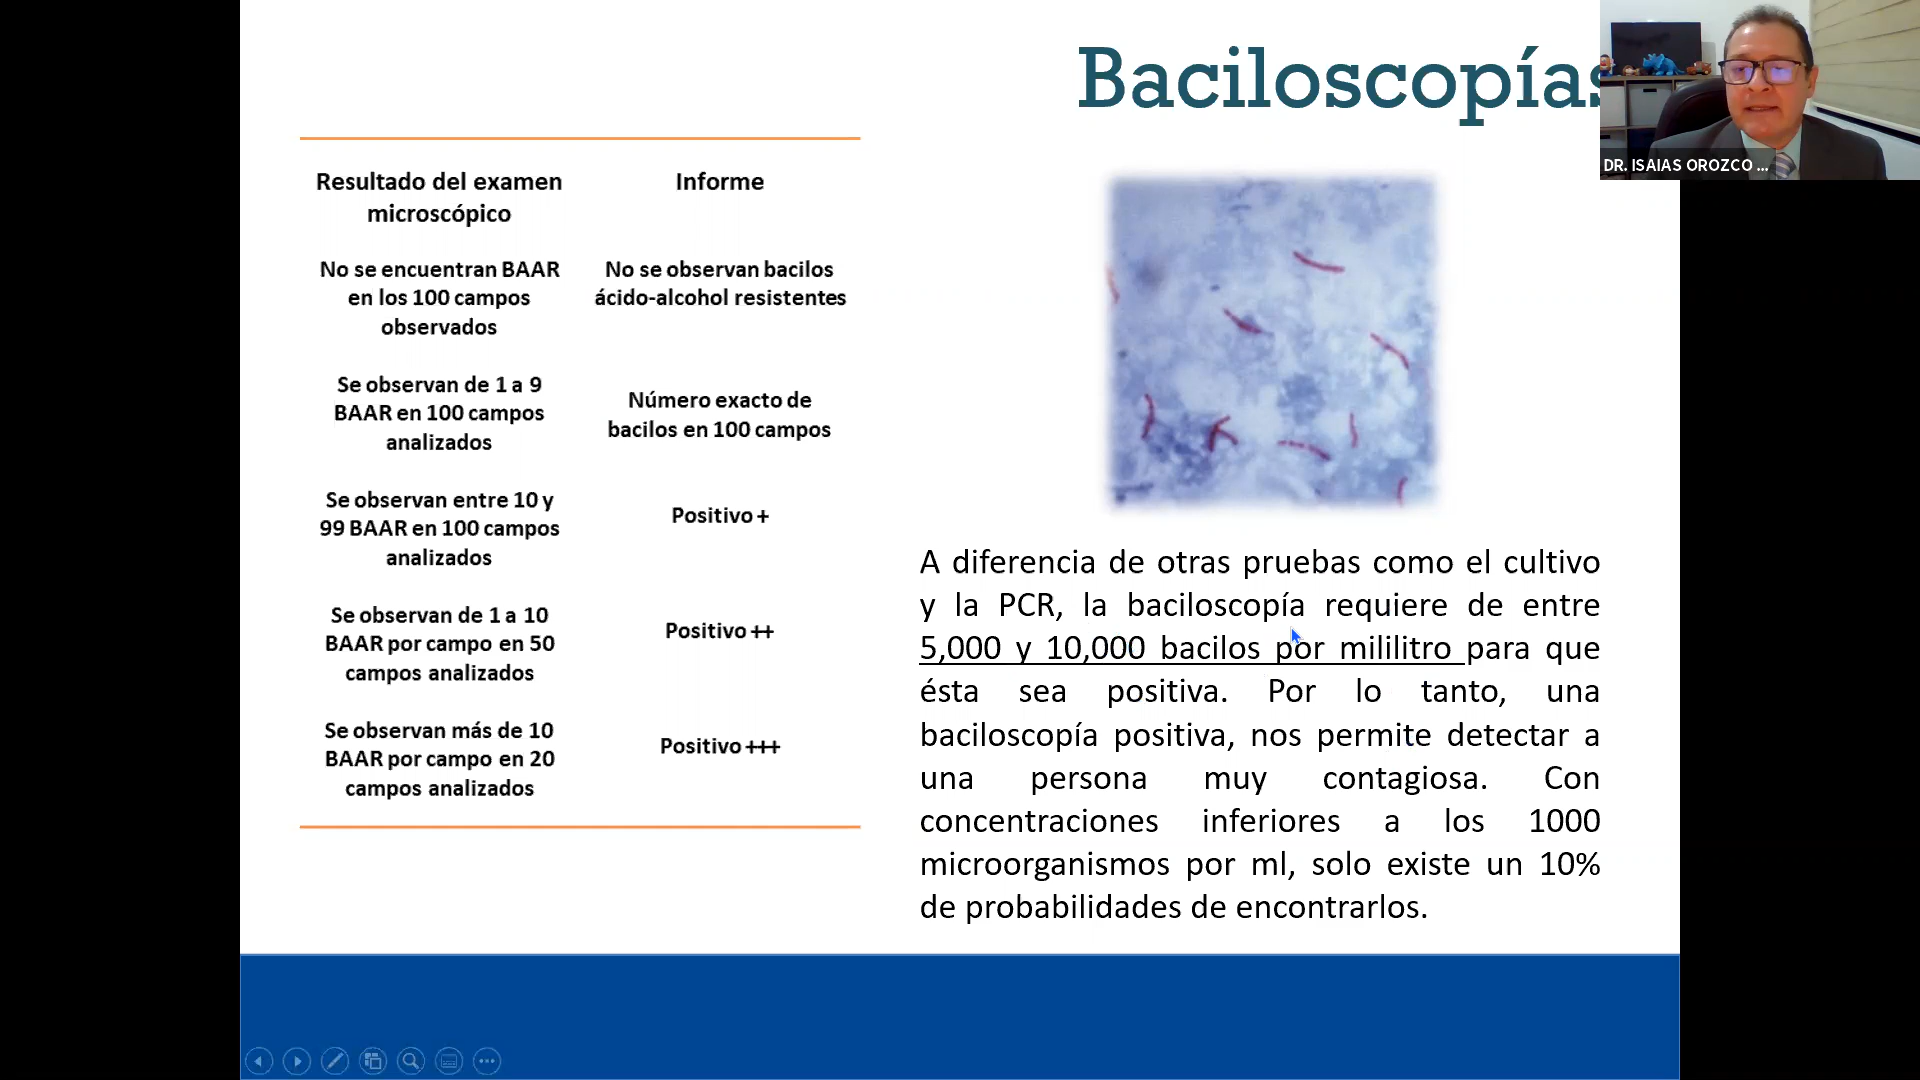 Baciloscopías
DR. ISAIAS OROZCO ...
Resultado del examen
microscópico
Informe
No se encuentran BAAR
en los 100 campos
observados
No se observan bacilos
ácido-alcohol resistentes
Se observan de 1 a 9
BAAR en 100 campos
analizados
Número exacto de
bacilos en 100 campos
Se observan entre 10 y
99 BAAR en 100 campos
analizados
Positivo +
Se observan de 1 a 10
BAAR por campo en 50
campos analizados
Positivo ++
Se observan más de 10
BAAR por campo en 20
campos analizados
Positivo +++
A diferencia de otras pruebas como el cultivo
y la PCR, la baciloscopía requiere de entre
5,000 y 10,000 bacilos por mililitro para que
ésta sea positiva. Por lo tanto, una
baciloscopía positiva, nos permite detectar a
una persona muy contagiosa. Con
concentraciones inferiores a los 1000
microorganismos por ml, solo existe un 10%
de probabilidades de encontrarlos.